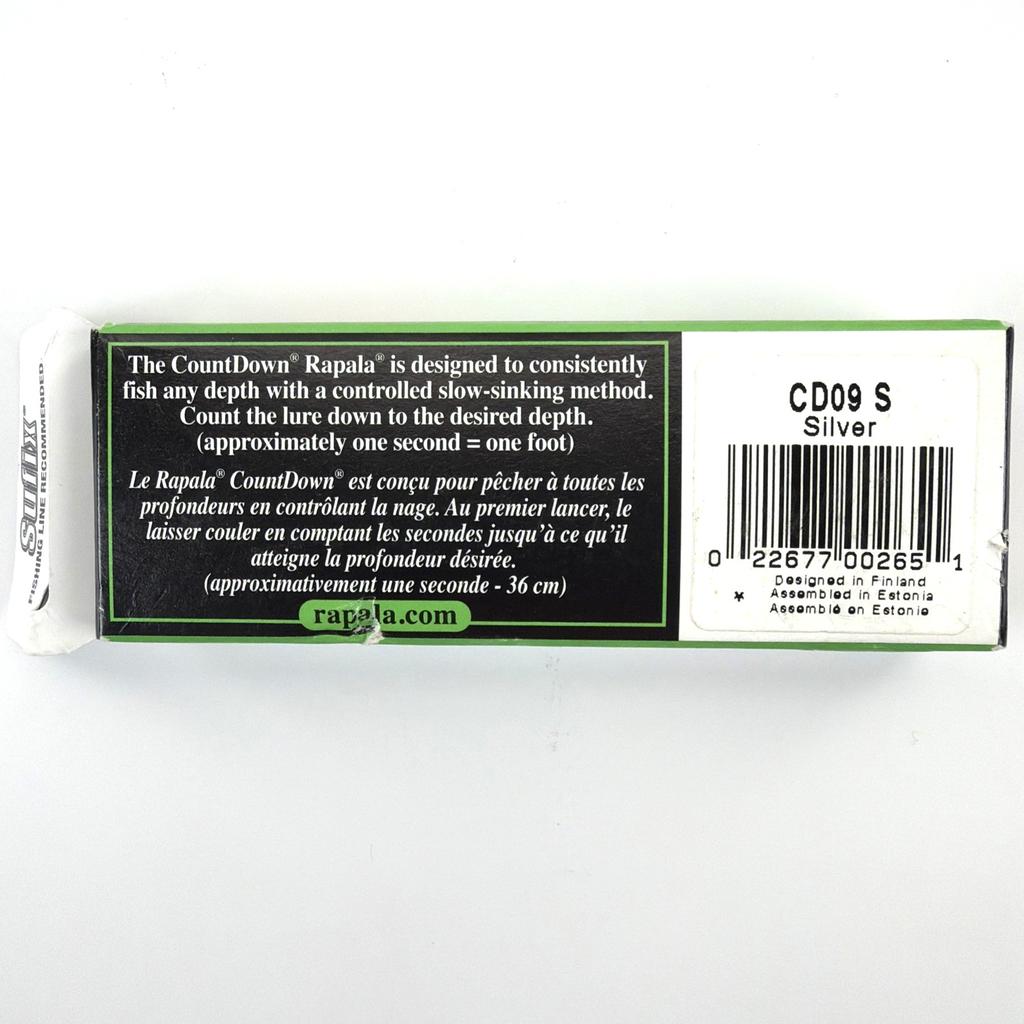 The CountDown® Rapala® is designed to consistently
fish any depth with a controlled slow-sinking method.
Count the lure down to the desired depth.
(approximately one second = one foot)
Le Rapala® CountDown® est conçu pour pêcher à toutes les
profondeurs en contrôlant la nage. Au premier lancer, le
laisser couler en comptant les secondes jusqu'à ce qu'il
atteigne la profondeur désirée.
(approximativement une seconde - 36 cm)
rapala.com
CD09 S
Silver
0 22677 00265 1
Designed in Finland
* Assembled in Estonia
Assemblé en Estonie
Sufix™
FISHING LINE RECOMMENDED